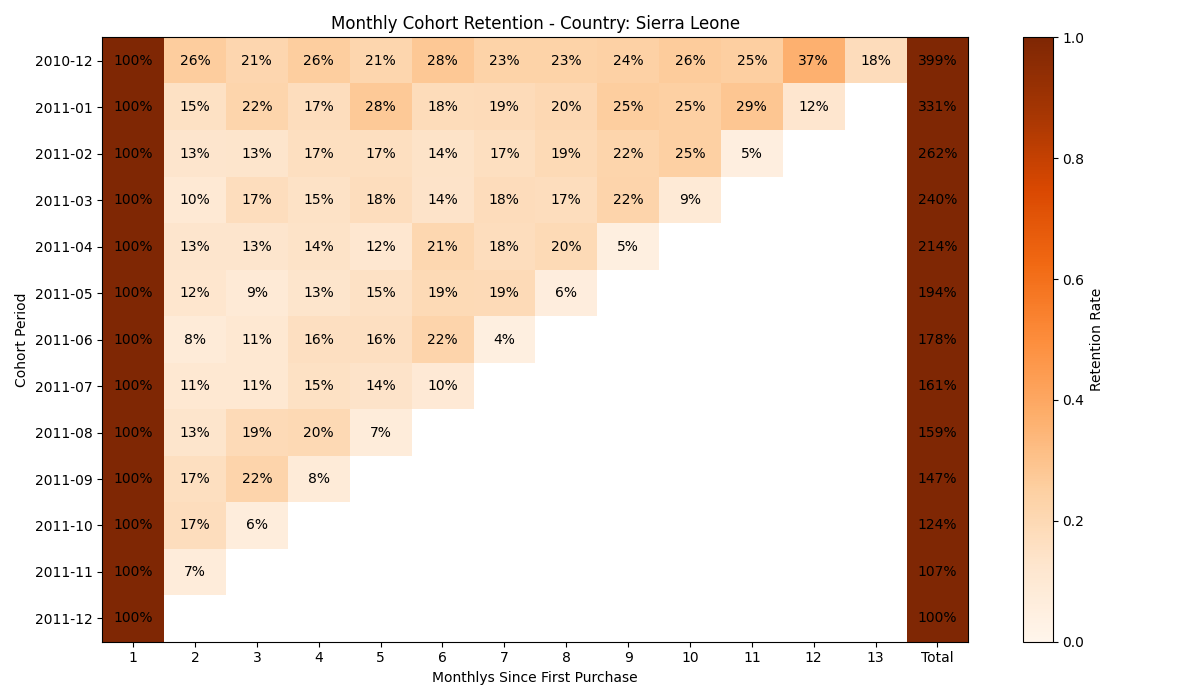 Monthly Cohort Retention - Country: Sierra Leone
2010-12 100% 26% 21% 26% 21% 28% 23% 23% 24% 26% 25% 37% 18% 399%
2011-01 100% 15% 22% 17% 28% 18% 19% 20% 25% 25% 29% 12% 331%
2011-02 100% 13% 13% 17% 17% 14% 17% 19% 22% 25% 5% 262%
2011-03 100% 10% 17% 15% 18% 14% 18% 17% 22% 9% 240%
2011-04 100% 13% 13% 14% 12% 21% 18% 20% 5% 214%
2011-05 100% 12% 9% 13% 15% 19% 19% 6% 194%
2011-06 100% 8% 11% 16% 16% 22% 4% 178%
2011-07 100% 11% 11% 15% 14% 10% 161%
2011-08 100% 13% 19% 20% 7% 159%
2011-09 100% 17% 22% 8% 147%
2011-10 100% 17% 6% 124%
2011-11 100% 7% 107%
2011-12 100% 100%
1 2 3 4 5 6 7 8 9 10 11 12 13 Total
Monthlys Since First Purchase
Cohort Period
1.0
0.8
0.6
0.4
0.2
0.0
Retention Rate